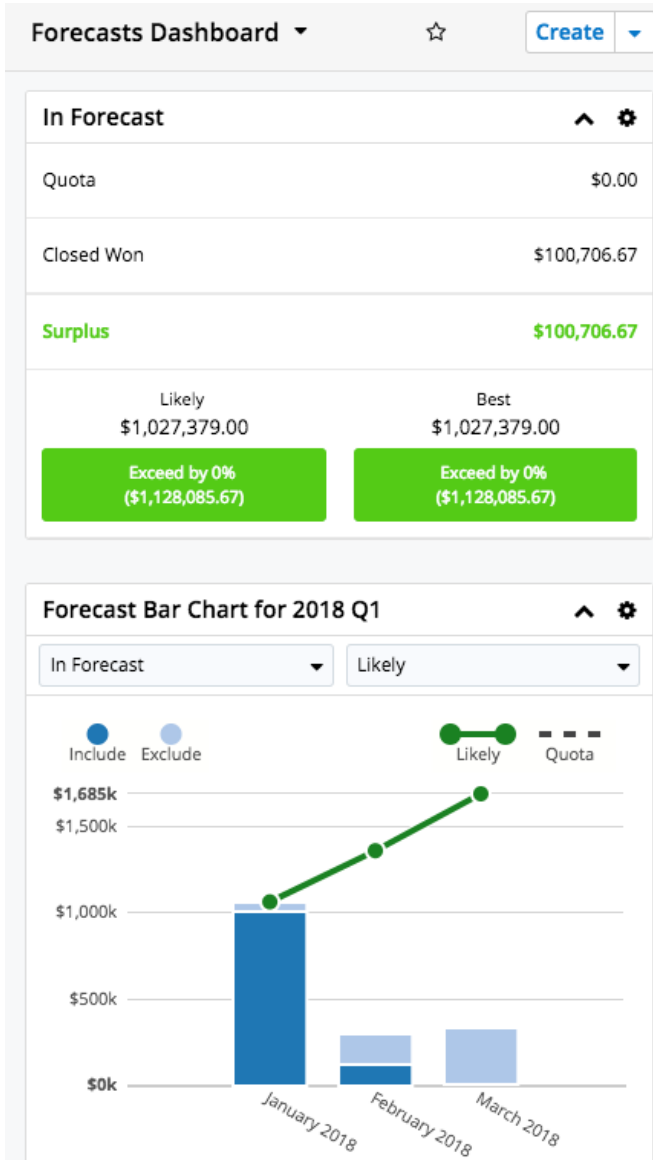 Forecasts Dashboard
Create
In Forecast
Quota $0.00
Closed Won $100,706.67
Surplus $100,706.67
Likely Best
$1,027,379.00 $1,027,379.00
Exceed by 0% Exceed by 0%
($1,128,085.67) ($1,128,085.67)
Forecast Bar Chart for 2018 Q1
In Forecast Likely
Include Exclude Likely Quota
$1,685k
$1,500k
$1,000k
$500k
$0k
January 2018 February 2018 March 2018